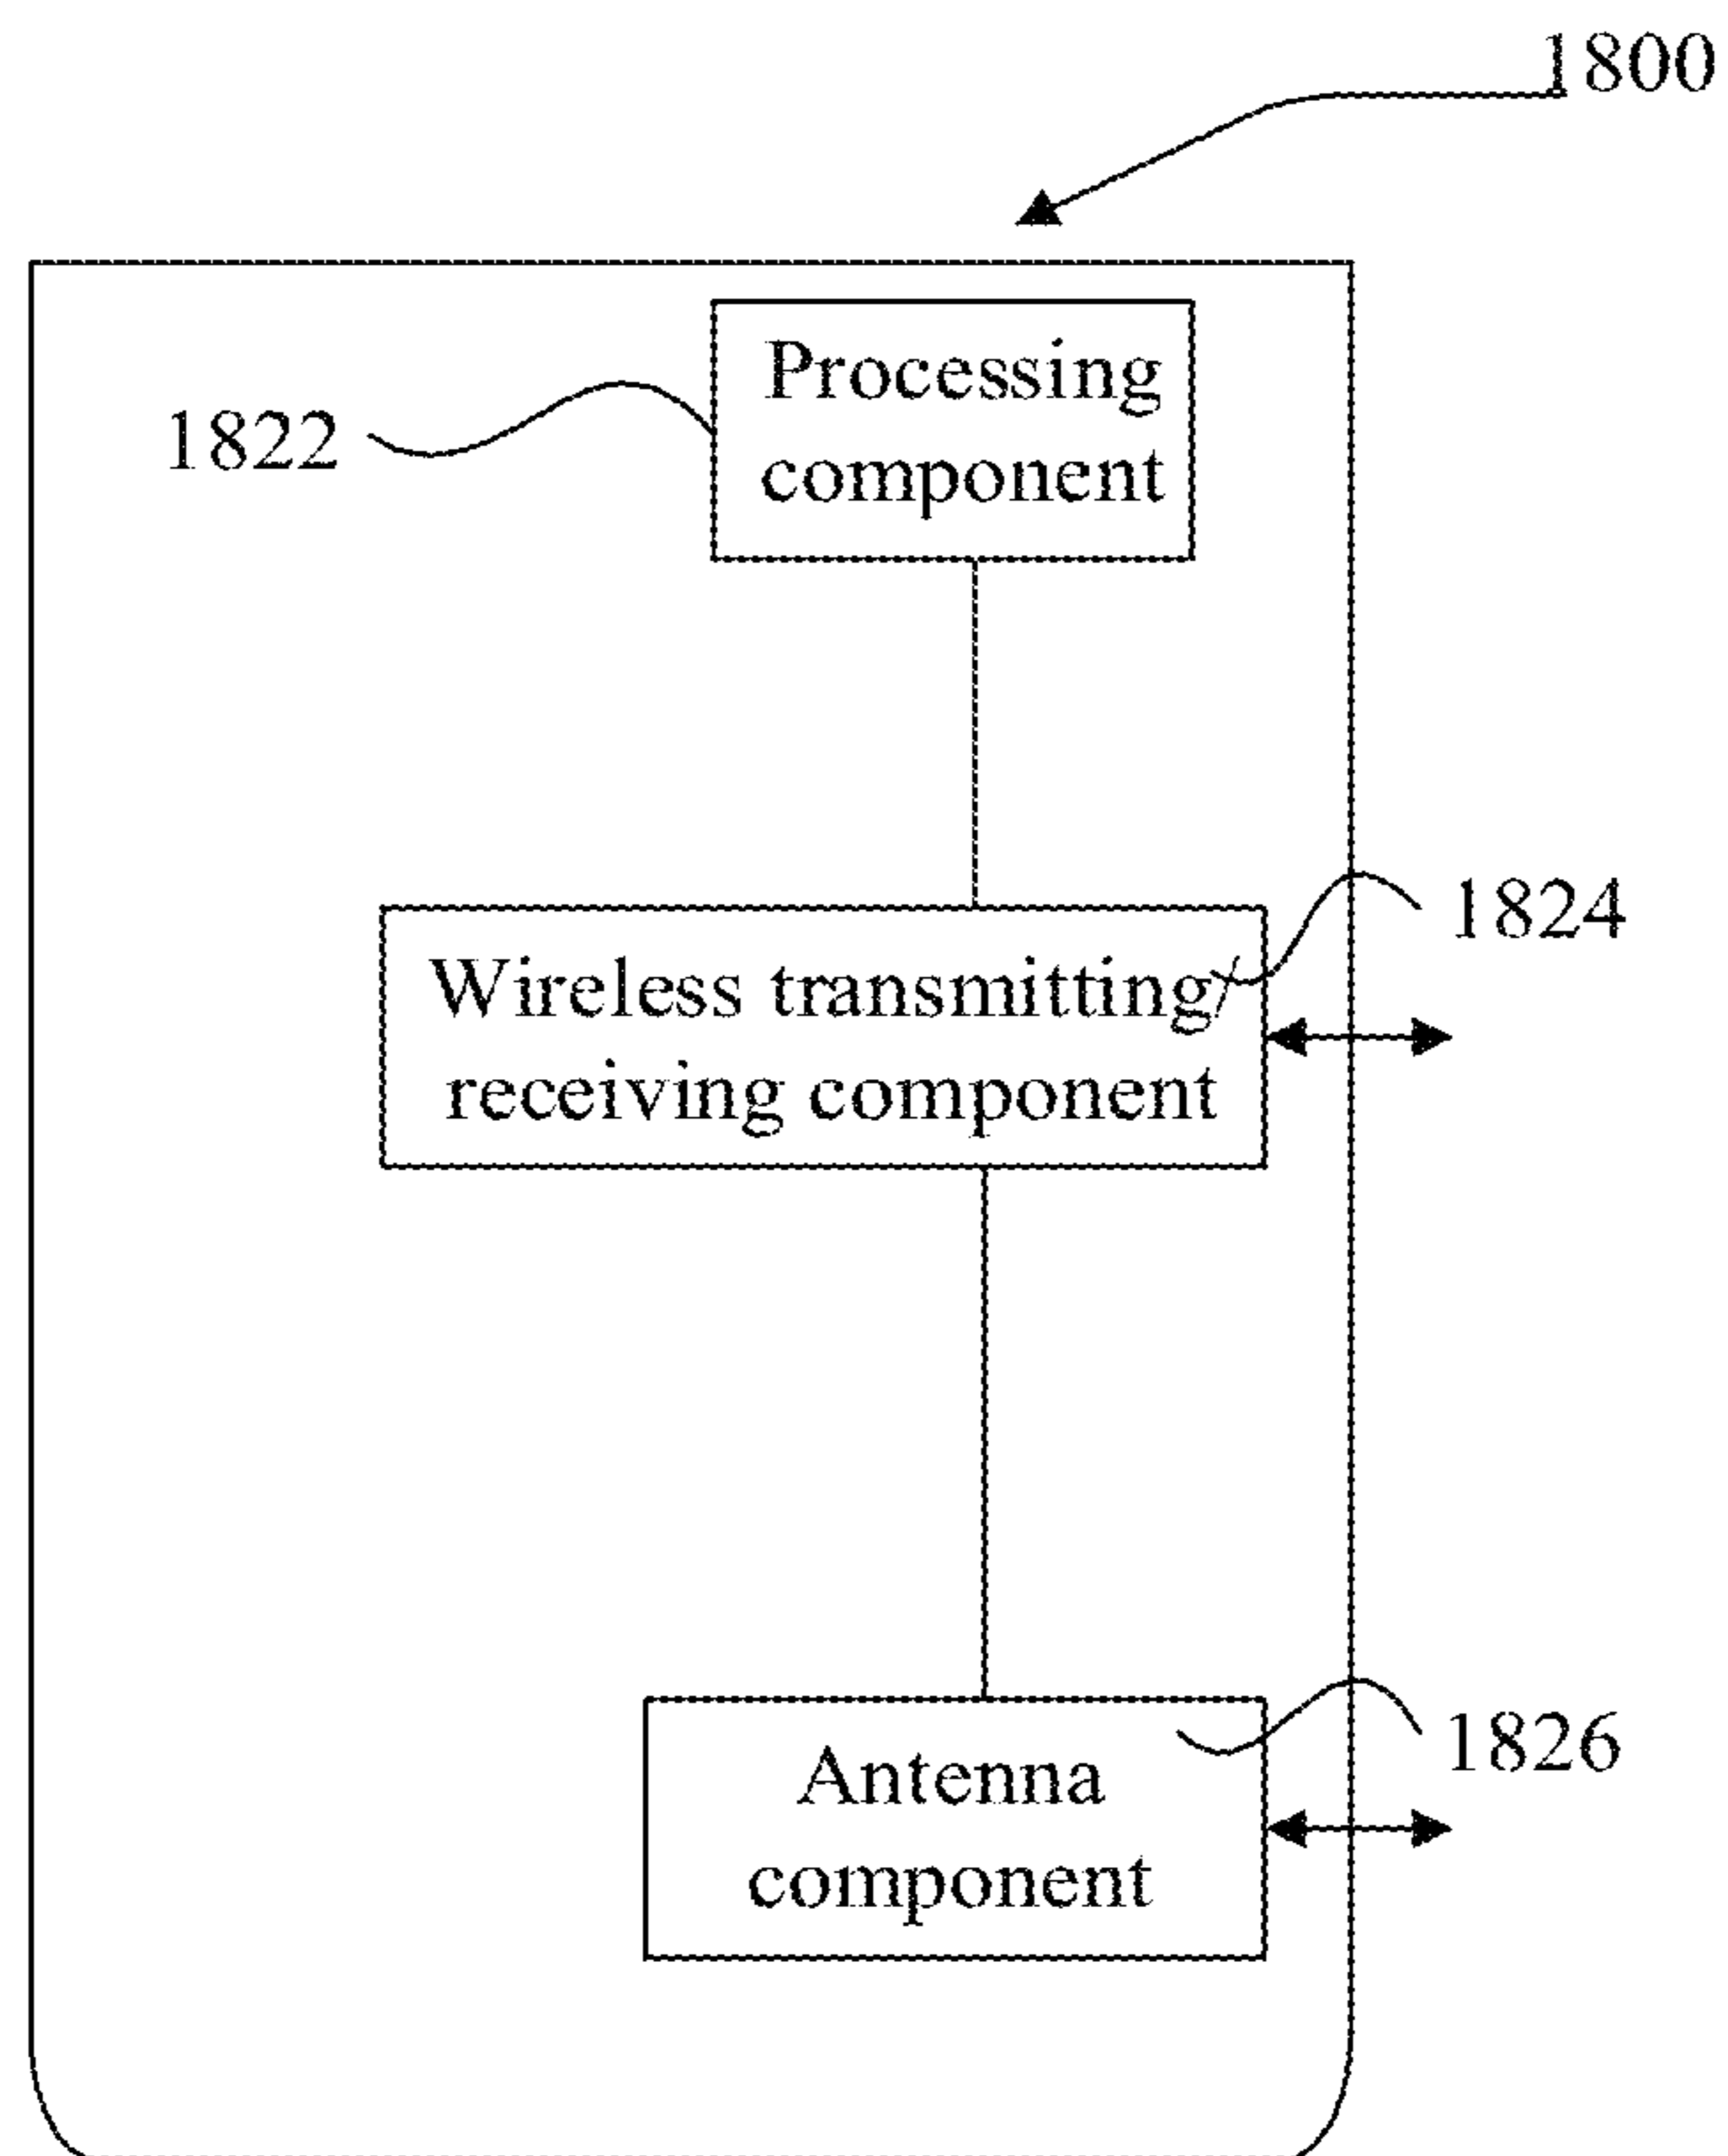 1800
Processing
component
1822
1824
Wireless transmitting/
receiving component
1826
Antenna
component